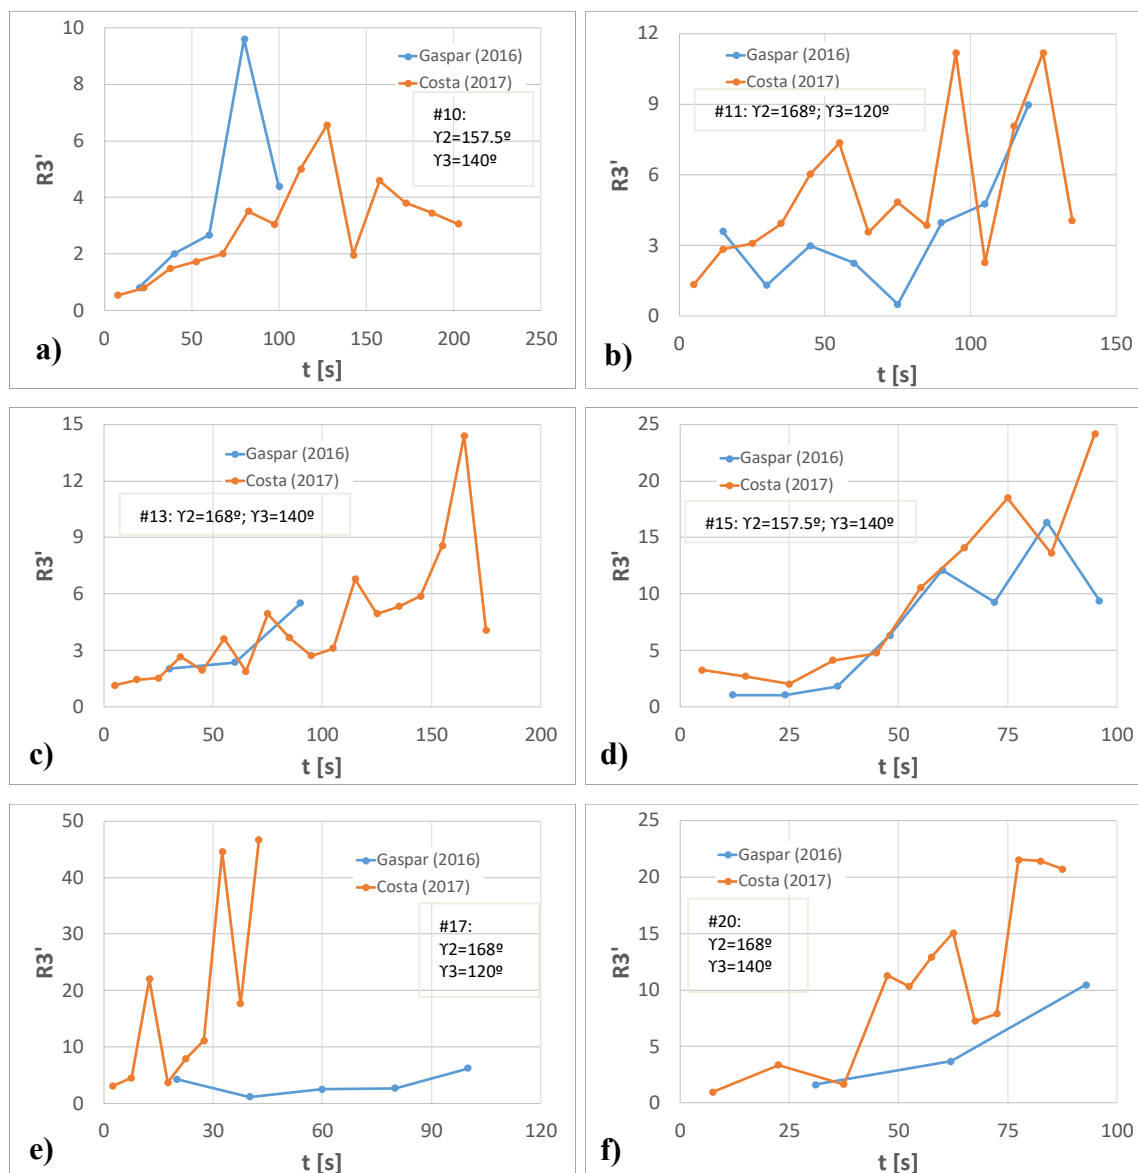 10
8
6
4
2
0
R3'
Gaspar (2016)
Costa (2017)
#10:
ϒ2=157.5º
ϒ3=140º
0 50 100 150 200 250
t [s]
a)
12
9
6
3
0
R3'
Gaspar (2016)
Costa (2017)
#11: ϒ2=168º; ϒ3=120º
0 50 100 150
t [s]
b)
15
12
9
6
3
0
R3'
Gaspar (2016)
Costa (2017)
#13: ϒ2=168º; ϒ3=140º
0 50 100 150 200
t [s]
c)
25
20
15
10
5
0
R3'
Gaspar (2016)
Costa (2017)
#15: ϒ2=157.5º; ϒ3=140º
0 25 50 75 100
t [s]
d)
50
40
30
20
10
0
R3'
Gaspar (2016)
Costa (2017)
#17:
ϒ2=168º
ϒ3=120º
0 30 60 90 120
t [s]
e)
25
20
15
10
5
0
R3'
Gaspar (2016)
Costa (2017)
#20:
ϒ2=168º
ϒ3=140º
0 25 50 75 100
t [s]
f)